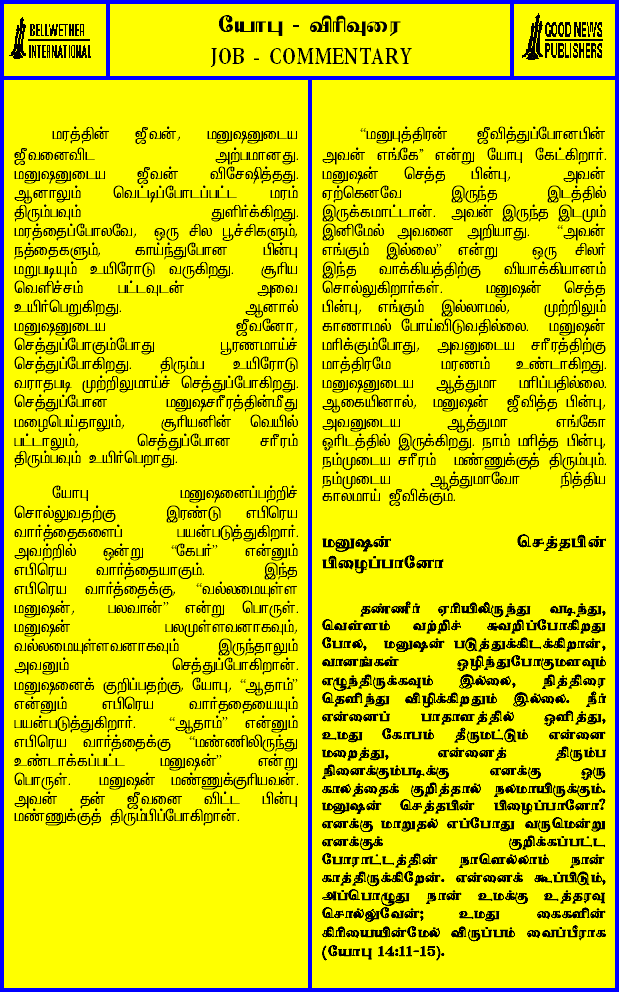 BELLWETHER
INTERNATIONAL
யோபு - விரிவுரை
JOB - COMMENTARY
GOOD NEWS
PUBLISHERS
மரத்தின் ஜீவன், மனுஷனுடைய
ஜீவனைவிட அற்பமானது.
மனுஷனுடைய ஜீவன் விசேஷித்தது.
ஆனாலும் வெட்டிப்போடப்பட்ட மரம்
திரும்பவும் துளிர்க்கிறது.
மரத்தைப்போலவே, ஒரு சில பூச்சிகளும்,
நத்தைகளும், காய்ந்துபோன பின்பு
மறுபடியும் உயிரோடு வருகிறது. சூரிய
வெளிச்சம் பட்டவுடன் அவை
உயிர்பெறுகிறது. ஆனால்
மனுஷனுடைய ஜீவனோ,
செத்துப்போகும்போது பூரணமாய்ச்
செத்துப்போகிறது. திரும்ப உயிரோடு
வராதபடி முற்றிலுமாய்ச் செத்துப்போகிறது.
செத்துப்போன மனுஷசரீரத்தின்மீது
மழைபெய்தாலும், சூரியனின் வெயில்
பட்டாலும், செத்துப்போன சரீரம்
திரும்பவும் உயிர்பெறாது.
யோபு மனுஷனைப்பற்றிச்
சொல்லுவதற்கு இரண்டு எபிரெய
வார்த்தைகளைப் பயன்படுத்துகிறார்.
அவற்றில் ஒன்று “கேபர்” என்னும்
எபிரெய வார்த்தையாகும். இந்த
எபிரெய வார்த்தைக்கு, “வல்லமையுள்ள
மனுஷன், பலவான்” என்று பொருள்.
மனுஷன் பலமுள்ளவனாகவும்,
வல்லமையுள்ளவனாகவும் இருந்தாலும்
அவனும் செத்துப்போகிறான்.
மனுஷனைக் குறிப்பதற்கு, யோபு, “ஆதாம்”
என்னும் எபிரெய வார்த்தையையும்
பயன்படுத்துகிறார். “ஆதாம்” என்னும்
எபிரெய வார்த்தைக்கு “மண்ணிலிருந்து
உண்டாக்கப்பட்ட மனுஷன்” என்று
பொருள். மனுஷன் மண்ணுக்குரியவன்.
அவன் தன் ஜீவனை விட்ட பின்பு
மண்ணுக்குத் திரும்பிப்போகிறான்.
“மனுபுத்திரன் ஜீவித்துப்போனபின்
அவன் எங்கே” என்று யோபு கேட்கிறார்.
மனுஷன் செத்த பின்பு, அவன்
ஏற்கெனவே இருந்த இடத்தில்
இருக்கமாட்டான். அவன் இருந்த இடமும்
இனிமேல் அவனை அறியாது. “அவன்
எங்கும் இல்லை” என்று ஒரு சிலர்
இந்த வாக்கியத்திற்கு வியாக்கியானம்
சொல்லுகிறார்கள். மனுஷன் செத்த
பின்பு, எங்கும் இல்லாமல், முற்றிலும்
காணாமல் போய்விடுவதில்லை. மனுஷன்
மரிக்கும்போது, அவனுடைய சரீரத்திற்கு
மாத்திரமே மரணம் உண்டாகிறது.
மனுஷனுடைய ஆத்துமா மரிப்பதில்லை.
ஆகையினால், மனுஷன் ஜீவித்த பின்பு,
அவனுடைய ஆத்துமா எங்கோ
ஓரிடத்தில் இருக்கிறது. நாம் மரித்த பின்பு,
நம்முடைய சரீரம் மண்ணுக்குத் திரும்பும்.
நம்முடைய ஆத்துமாவோ நித்திய
காலமாய் ஜீவிக்கும்.
மனுஷன் செத்தபின்
பிழைப்பானோ
தண்ணீர் ஏரியிலிருந்து வடிந்து,
வெள்ளம் வற்றிச் சுவறிப்போகிறது
போல, மனுஷன் படுத்துக்கிடக்கிறான்,
வானங்கள் ஒழிந்துபோகுமளவும்
எழுந்திருக்கவும் இல்லை, நித்திரை
தெளிந்து விழிக்கிறதும் இல்லை. நீர்
என்னைப் பாதாளத்தில் ஒளித்து,
உமது கோபம் தீருமட்டும் என்னை
மறைத்து, என்னைத் திரும்ப
நினைக்கும்படிக்கு எனக்கு ஒரு
காலத்தைக் குறித்தால் நலமாயிருக்கும்.
மனுஷன் செத்தபின் பிழைப்பானோ?
எனக்கு மாறுதல் எப்போது வருமென்று
எனக்குக் குறிக்கப்பட்ட
போராட்டத்தின் நாளெல்லாம் நான்
காத்திருக்கிறேன். என்னைக் கூப்பிடும்,
அப்பொழுது நான் உமக்கு உத்தரவு
சொல்லுவேன்; உமது கைகளின்
கிரியையின்மேல் விருப்பம் வைப்பீராக
(யோபு 14:11-15).